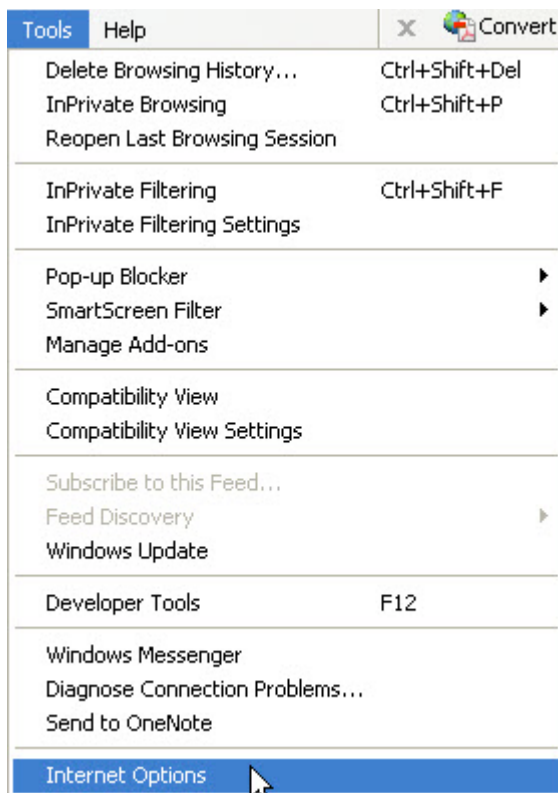 Tools Help Convert
Delete Browsing History... Ctrl+Shift+Del
InPrivate Browsing Ctrl+Shift+P
Reopen Last Browsing Session
InPrivate Filtering Ctrl+Shift+F
InPrivate Filtering Settings
Pop-up Blocker
SmartScreen Filter
Manage Add-ons
Compatibility View
Compatibility View Settings
Subscribe to this Feed...
Feed Discovery
Windows Update
Developer Tools F12
Windows Messenger
Diagnose Connection Problems...
Send to OneNote
Internet Options